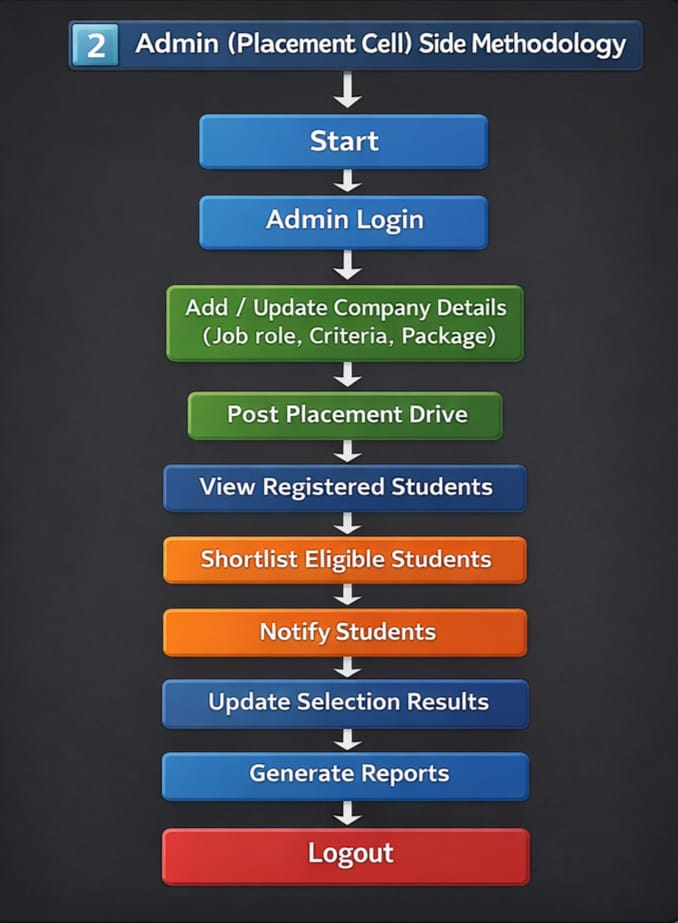 2 Admin (Placement Cell) Side Methodology
Start
Admin Login
Add / Update Company Details
(Job role, Criteria, Package)
Post Placement Drive
View Registered Students
Shortlist Eligible Students
Notify Students
Update Selection Results
Generate Reports
Logout